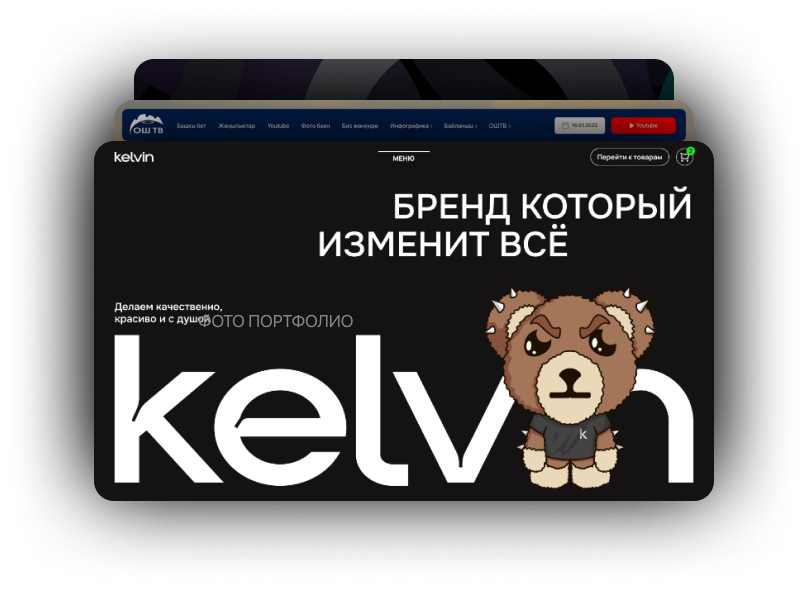 ОШ ТВ
Башкы бет Жаңылыктар Youtube Фото баян Биз жөнүндө Инфографика Байланыш ОШТВ 18.01.2023 Youtube
kelvin МЕНЮ Перейти к товарам 2
БРЕНД КОТОРЫЙ
ИЗМЕНИТ ВСЁ
Делаем качественно,
красиво и с душой
ФОТО ПОРТФОЛИО
kelvin
k